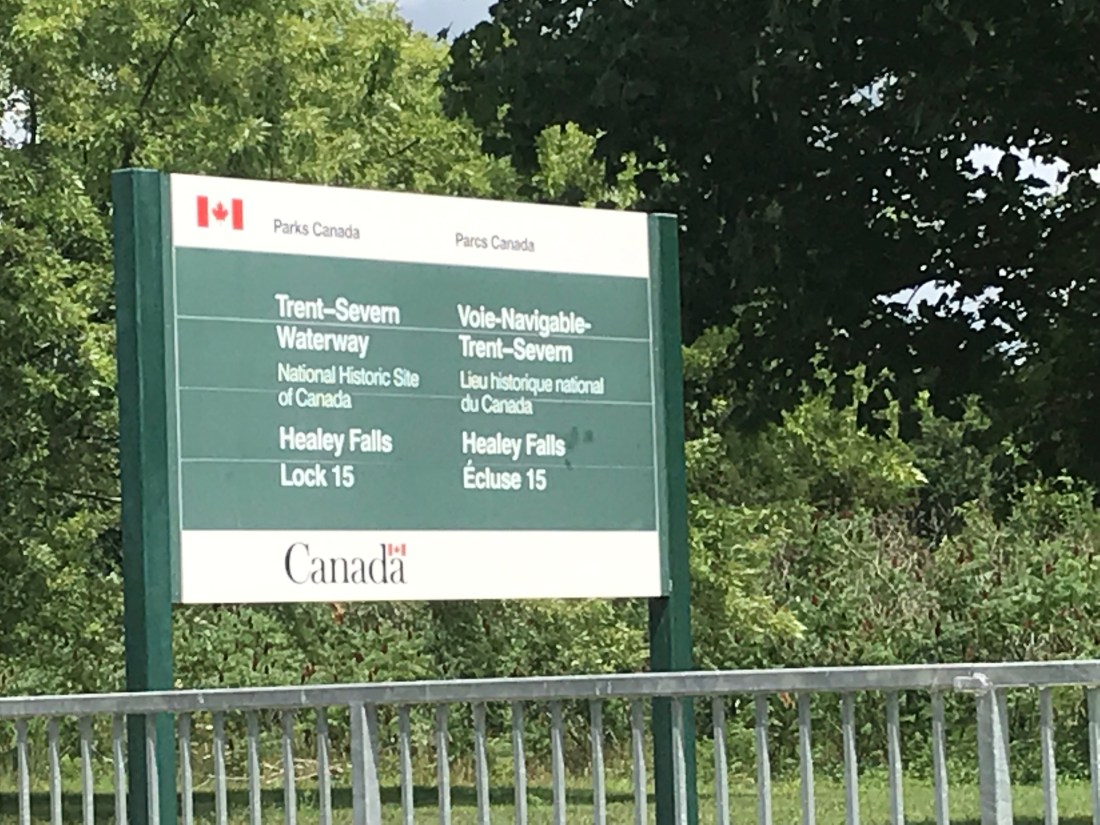 Parks Canada
Parcs Canada
Trent–Severn
Waterway
National Historic Site
of Canada
Healey Falls
Lock 15
Voie-Navigable-
Trent–Severn
Lieu historique national
du Canada
Healey Falls
Écluse 15
Canada